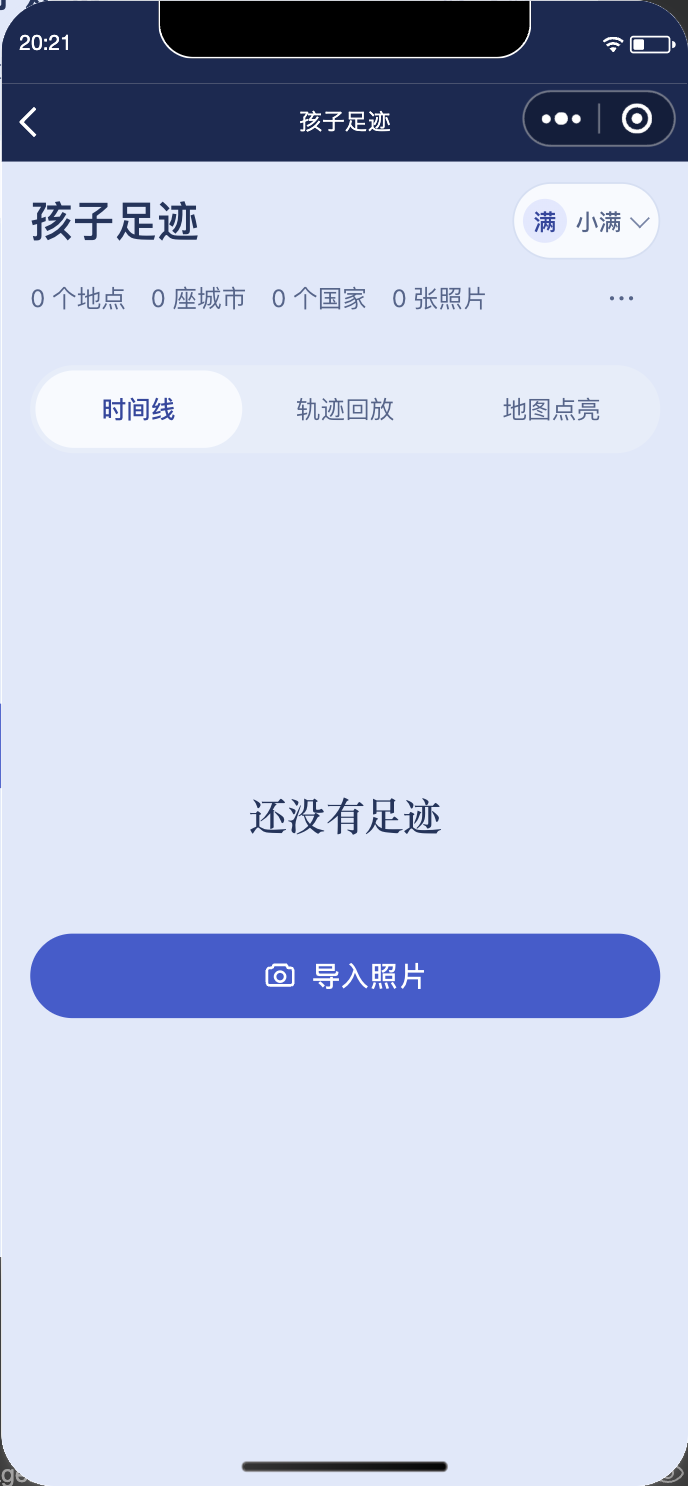 20:21
孩子足迹
孩子足迹
满 小满
0 个地点 0 座城市 0 个国家 0 张照片
时间线 轨迹回放 地图点亮
还没有足迹
导入照片